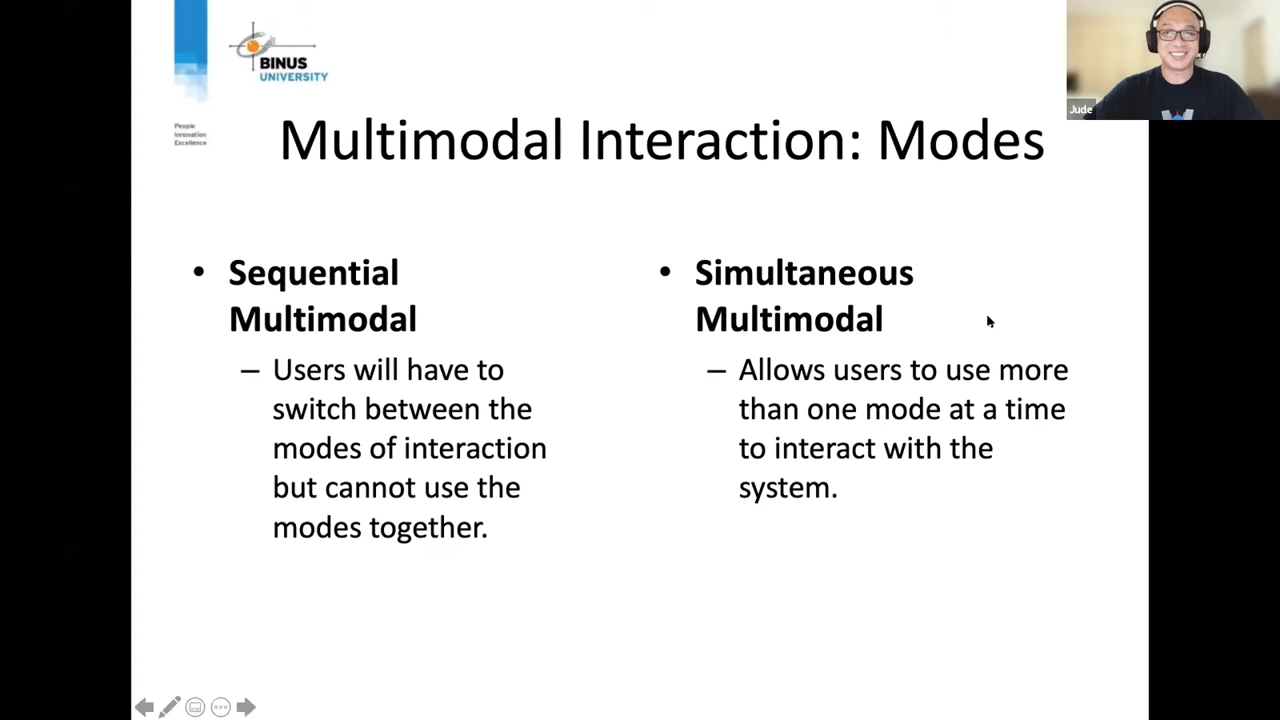 BINUS
UNIVERSITY
People
Innovation
Excellence
Jude
Multimodal Interaction: Modes
• Sequential
Multimodal
– Users will have to
switch between the
modes of interaction
but cannot use the
modes together.
• Simultaneous
Multimodal
– Allows users to use more
than one mode at a time
to interact with the
system.